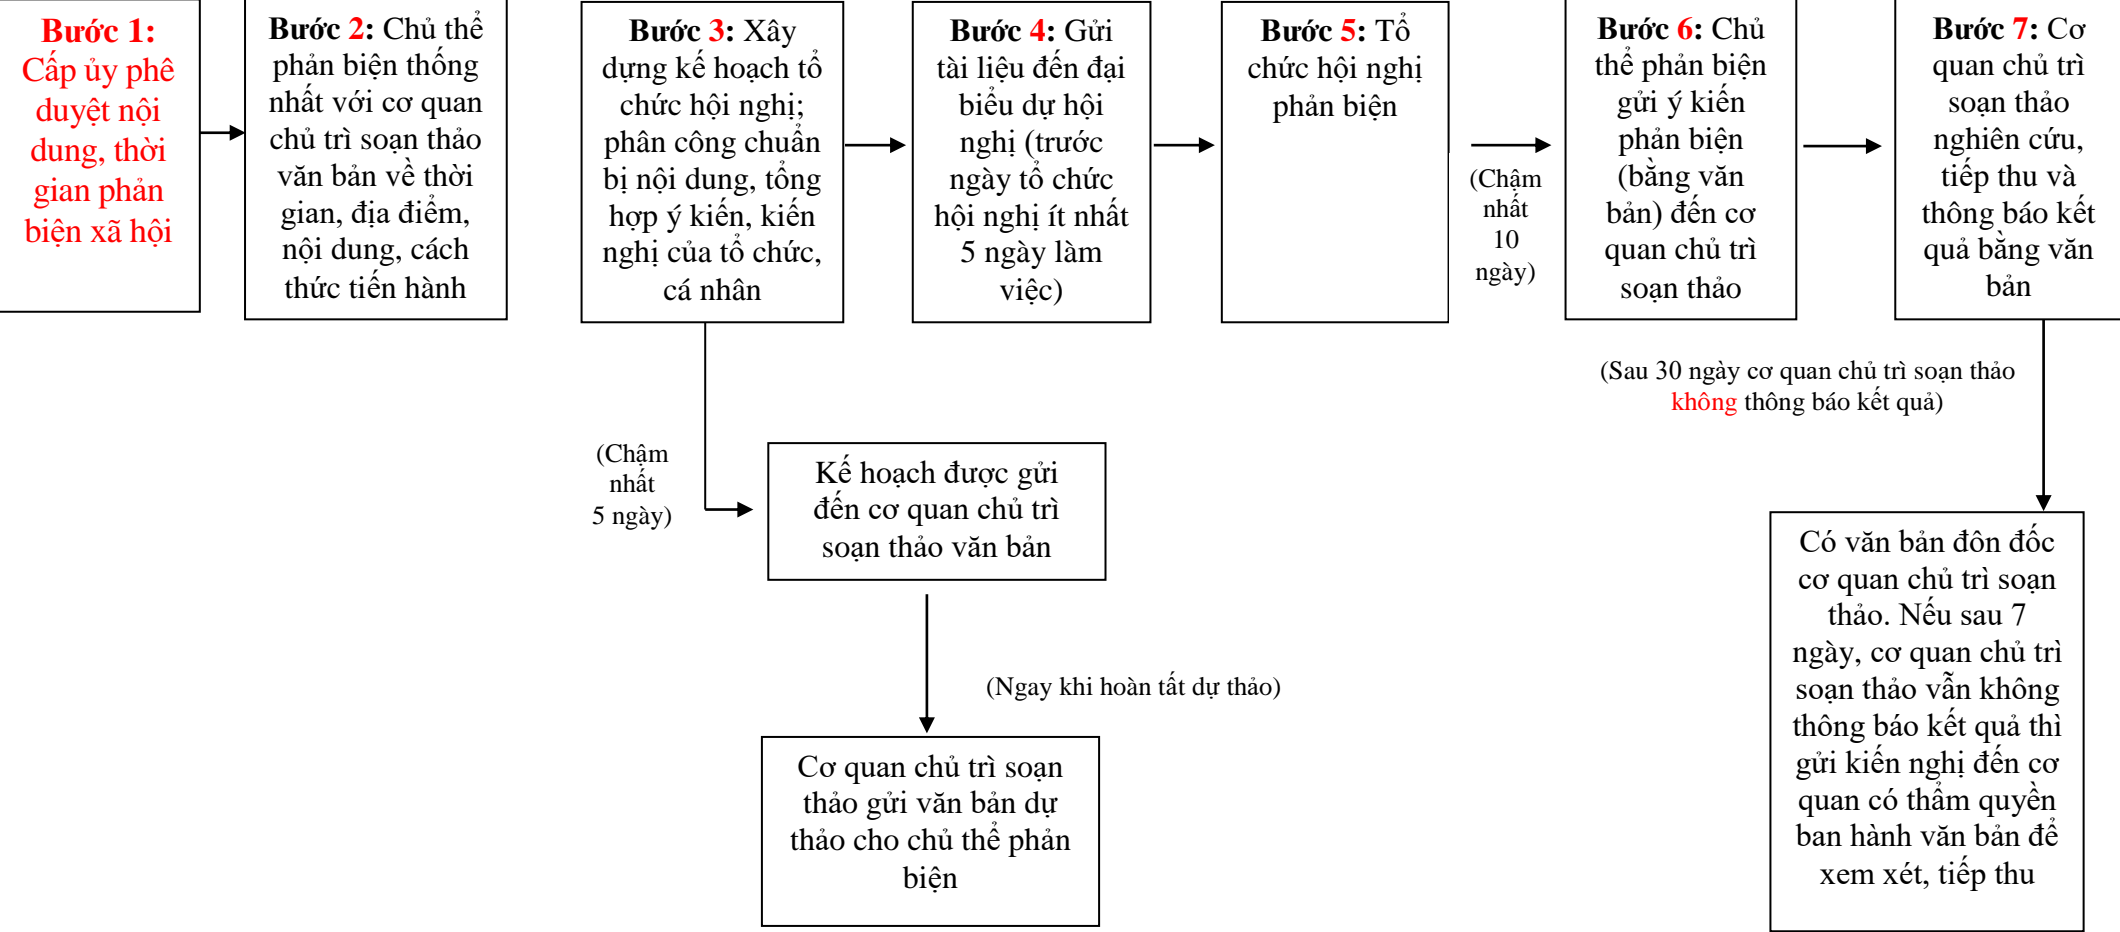 Bước 1:
Cấp ủy phê
duyệt nội
dung, thời
gian phản
biện xã hội
Bước 2: Chủ thể
phản biện thống
nhất với cơ quan
chủ trì soạn thảo
văn bản về thời
gian, địa điểm,
nội dung, cách
thức tiến hành
Bước 3: Xây
dựng kế hoạch tổ
chức hội nghị;
phân công chuẩn
bị nội dung, tổng
hợp ý kiến, kiến
nghị của tổ chức,
cá nhân
Bước 4: Gửi
tài liệu đến đại
biểu dự hội
nghị (trước
ngày tổ chức
hội nghị ít nhất
5 ngày làm
việc)
Bước 5: Tổ
chức hội nghị
phản biện
(Chậm
nhất
10
ngày)
Bước 6: Chủ
thể phản biện
gửi ý kiến
phản biện
(bằng văn
bản) đến cơ
quan chủ trì
soạn thảo
Bước 7: Cơ
quan chủ trì
soạn thảo
nghiên cứu,
tiếp thu và
thông báo kết
quả bằng văn
bản
(Sau 30 ngày cơ quan chủ trì soạn thảo
không thông báo kết quả)
(Chậm
nhất
5 ngày)
Kế hoạch được gửi
đến cơ quan chủ trì
soạn thảo văn bản
(Ngay khi hoàn tất dự thảo)
Cơ quan chủ trì soạn
thảo gửi văn bản dự
thảo cho chủ thể phản
biện
Có văn bản đôn đốc
cơ quan chủ trì soạn
thảo. Nếu sau 7
ngày, cơ quan chủ trì
soạn thảo vẫn không
thông báo kết quả thì
gửi kiến nghị đến cơ
quan có thẩm quyền
ban hành văn bản để
xem xét, tiếp thu